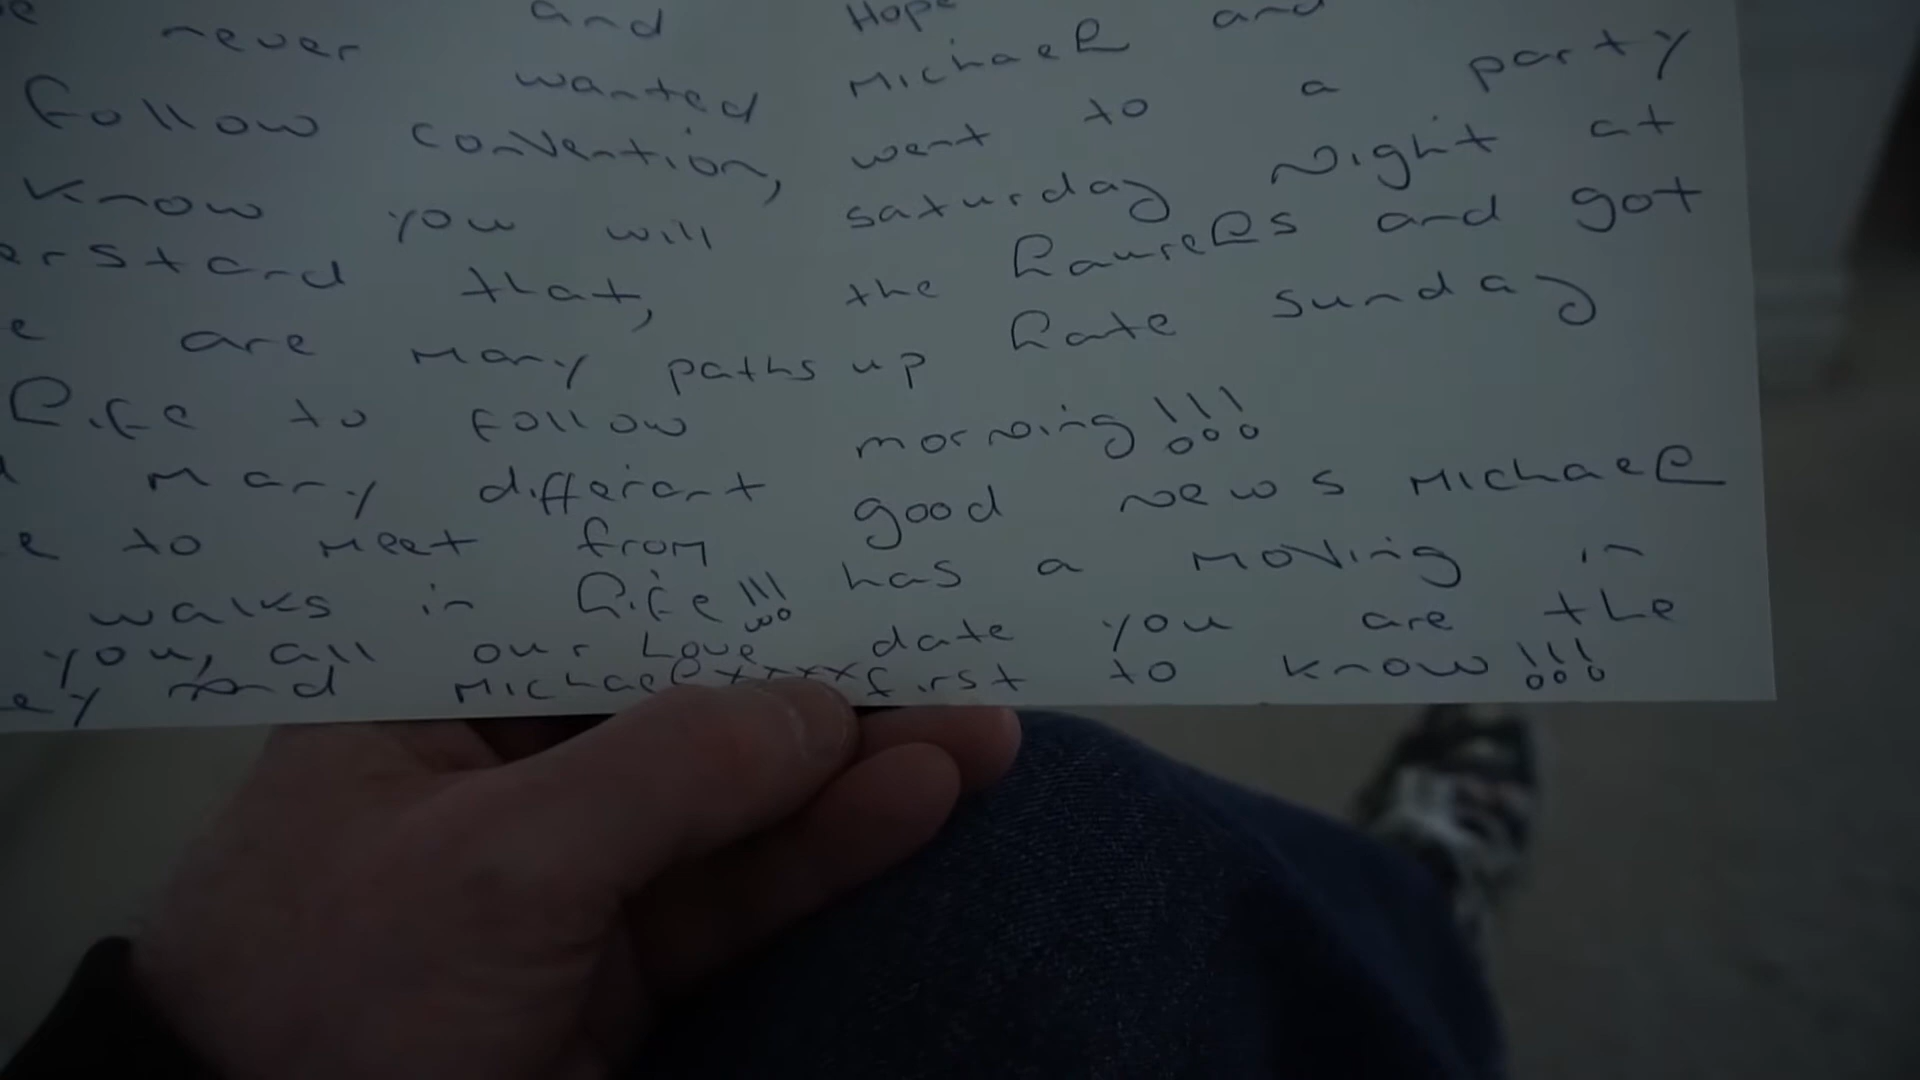 never and
wanted
Follow convention,
know you will
that,
are many paths
Life to follow
many different
to meet from
walks in Life!!!
you, all our Love
and Michael xxxx
Hope
Michael and
went to a party
Saturday Night at
the Laurels and got
up Late Sunday
morning!!!
good News Michael
has a moving in
date you are the
first to know!!!